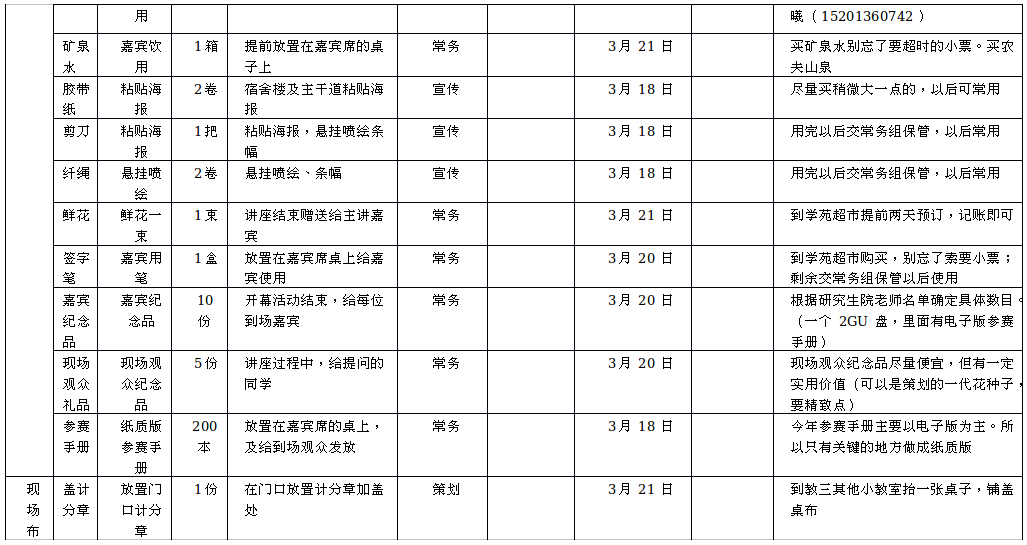 用 曦（15201360742）
矿泉 嘉宾饮 1 箱 提前放置在嘉宾席的桌 常务 3 月 21 日 买矿泉水别忘了要超时的小票。买农
水 用 子上 夫山泉
胶带 粘贴海 2 卷 宿舍楼及主干道粘贴海 宣传 3 月 18 日 尽量买稍微大一点的，以后可常用
纸 报 报
剪刀 粘贴海 1 把 粘贴海报，悬挂喷绘条 宣传 3 月 18 日 用完以后交常务组保管，以后常用
报 幅
纤绳 悬挂喷 2 卷 悬挂喷绘、条幅 宣传 3 月 18 日 用完以后交常务组保管，以后常用
绘
鲜花 鲜花一 1 束 讲座结束赠送给主讲嘉 常务 3 月 21 日 到学苑超市提前两天预订，记账即可
束 宾
签字 嘉宾用 1 盒 放置在嘉宾席桌上给嘉 常务 3 月 20 日 到学苑超市购买，别忘了索要小票；
笔 笔 宾使用 剩余交常务组保管以后使用
嘉宾 嘉宾纪 10 开幕活动结束，给每位 常务 3 月 20 日 根据研究生院老师名单确定具体数目。
纪念 念品 份 到场嘉宾 （一个 2GU 盘，里面有电子版参赛
品 手册）
现场 现场观 5 份 讲座过程中，给提问的 常务 3 月 20 日 现场观众纪念品尽量便宜，但有一定
观众 众纪念 同学 实用价值（可以是策划的一代花种子，
礼品 品 要精致点）
参赛 纸质版 200 放置在嘉宾席的桌上， 常务 3 月 18 日 今年参赛手册主要以电子版为主。所
手册 参赛手 本 及给到场观众发放 以只有关键的地方做成纸质版
册
现 盖计 放置门 1 份 在门口放置计分章加盖 策划 3 月 21 日 到教三其他小教室抬一张桌子，铺盖
场 分章 口计分 处 桌布
布 章